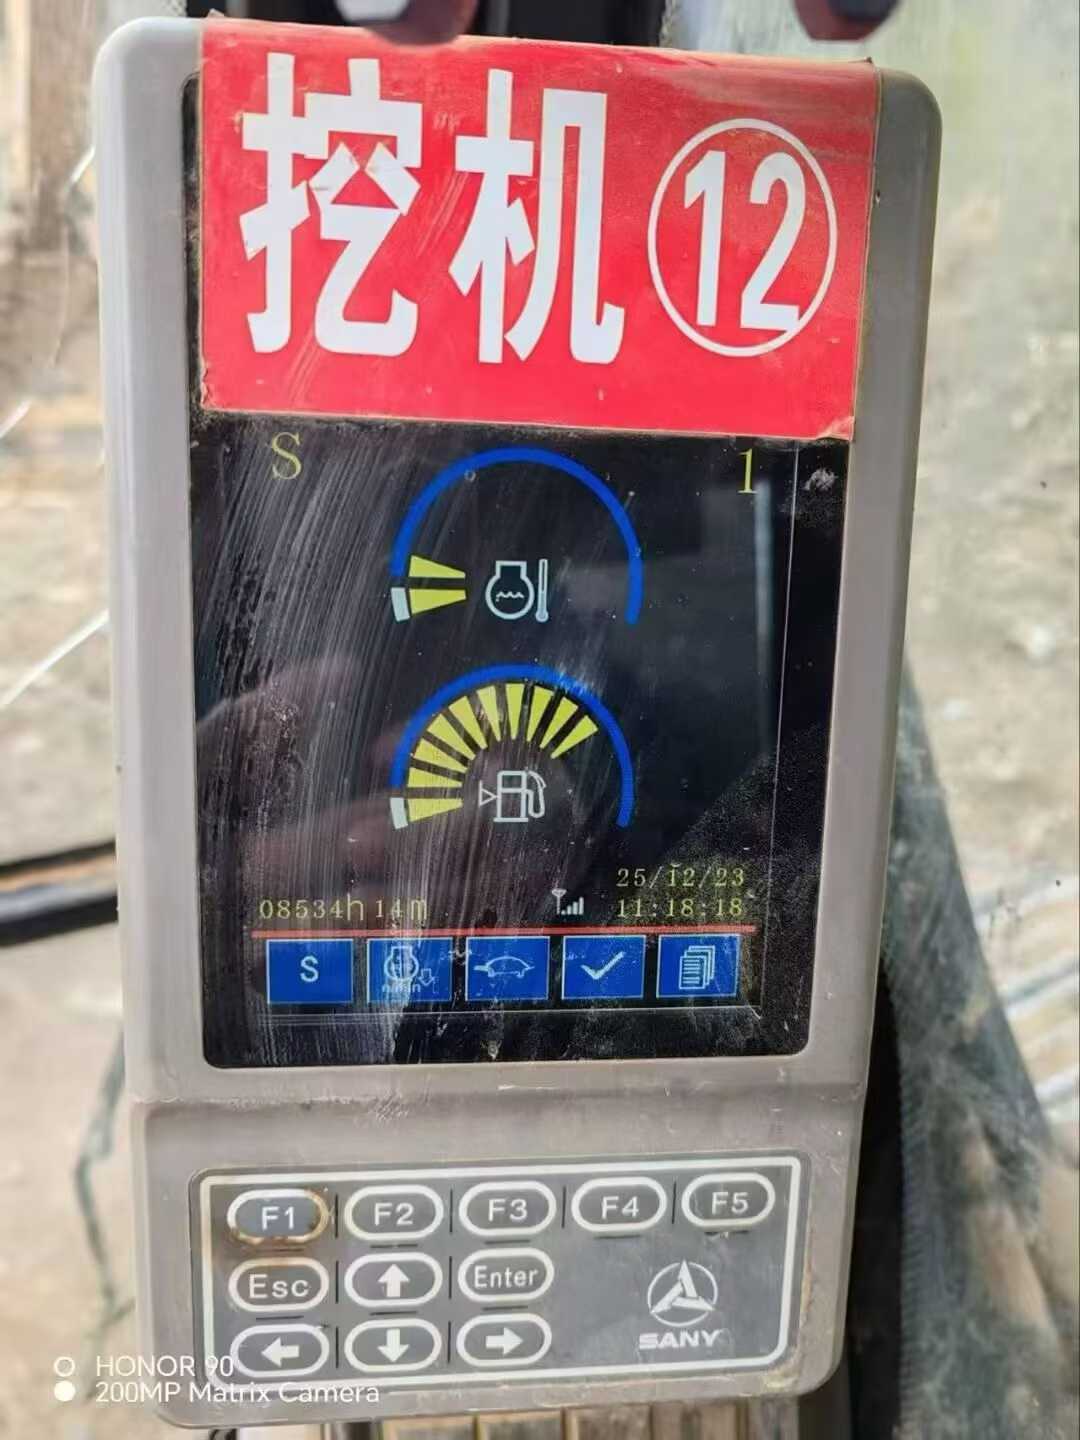 挖机⑫
S 1
25/12/23
08534h 14m 11:18:18
S n/min
F1 F2 F3 F4 F5
Esc Enter
SANY
HONOR 90
200MP Matrix Camera